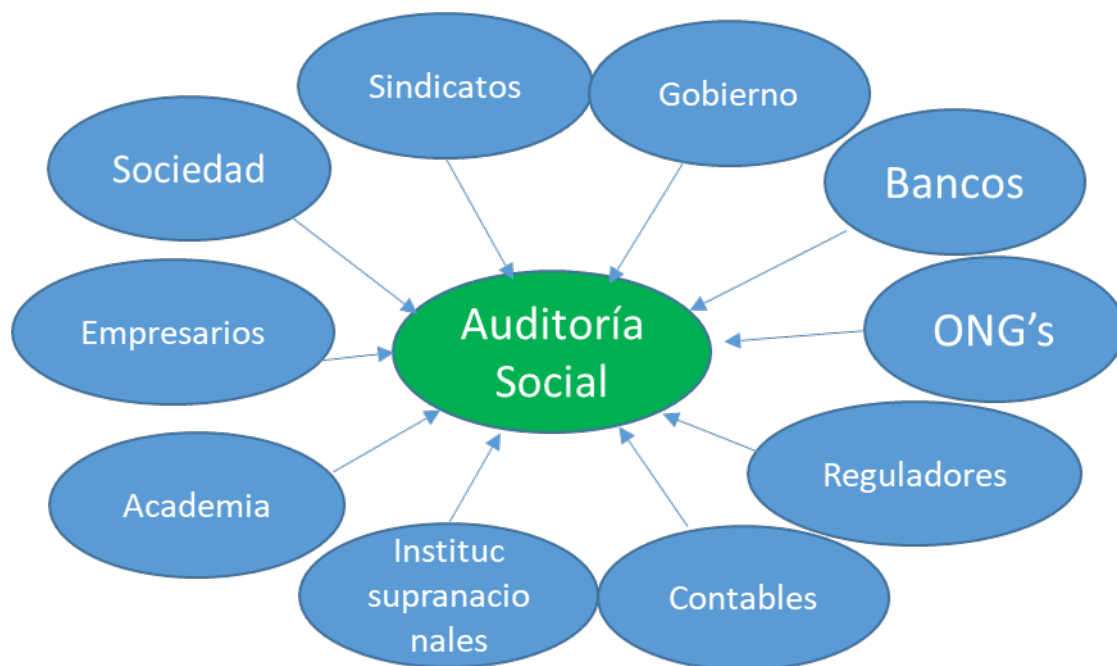 Sindicatos
Gobierno
Sociedad
Bancos
Empresarios
Auditoría
Social
ONG’s
Academia
Reguladores
Instituc
supranacio
nales
Contables